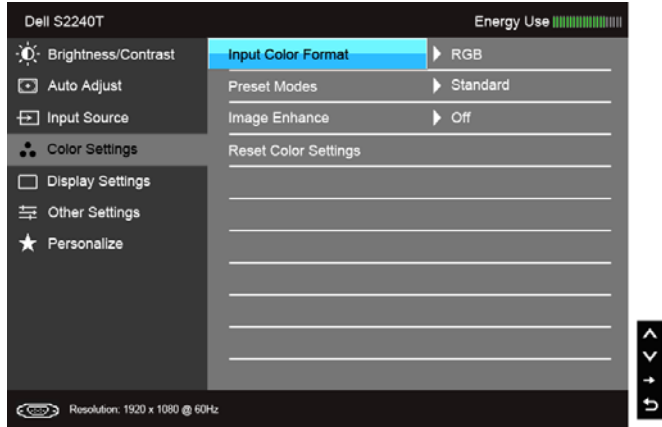 Dell S2240T
Energy Use
Brightness/Contrast
Auto Adjust
Input Source
Color Settings
Display Settings
Other Settings
Personalize
Input Color Format
RGB
Preset Modes
Standard
Image Enhance
Off
Reset Color Settings
Resolution: 1920 x 1080 @ 60Hz